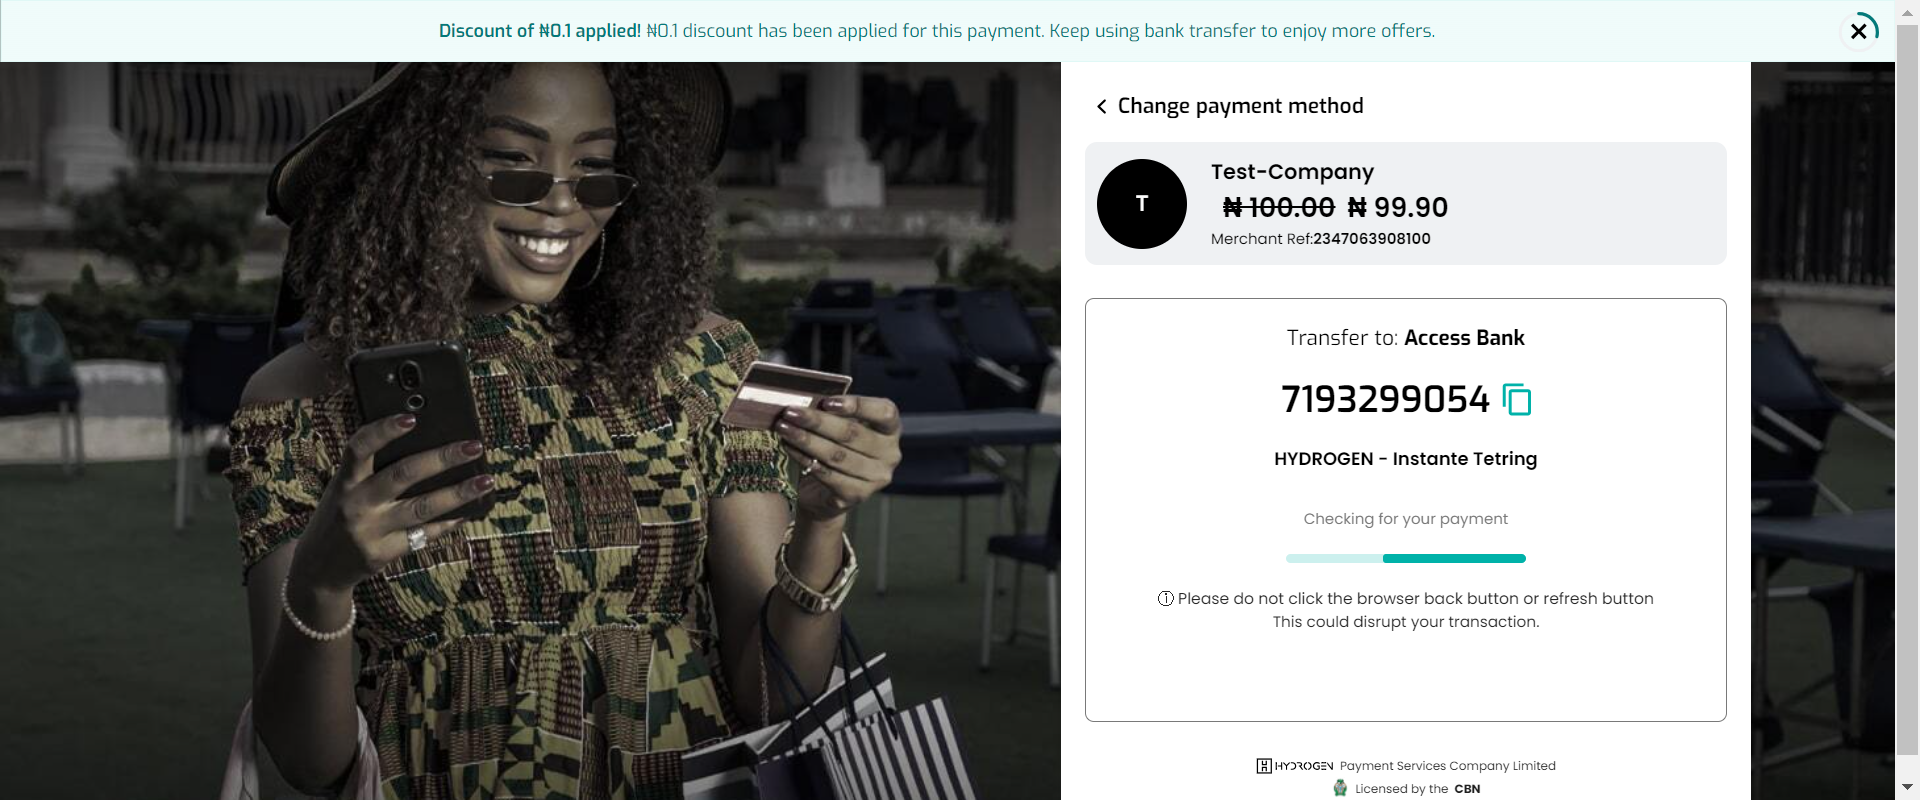 Discount of ₦0.1 applied! ₦0.1 discount has been applied for this payment. Keep using bank transfer to enjoy more offers.
Change payment method
T
Test-Company
₦ 100.00 ₦ 99.90
Merchant Ref:2347063908100
Transfer to: Access Bank
7193299054
HYDROGEN - Instante Tetring
Checking for your payment
Please do not click the browser back button or refresh button
This could disrupt your transaction.
HYDROGEN Payment Services Company Limited
Licensed by the CBN